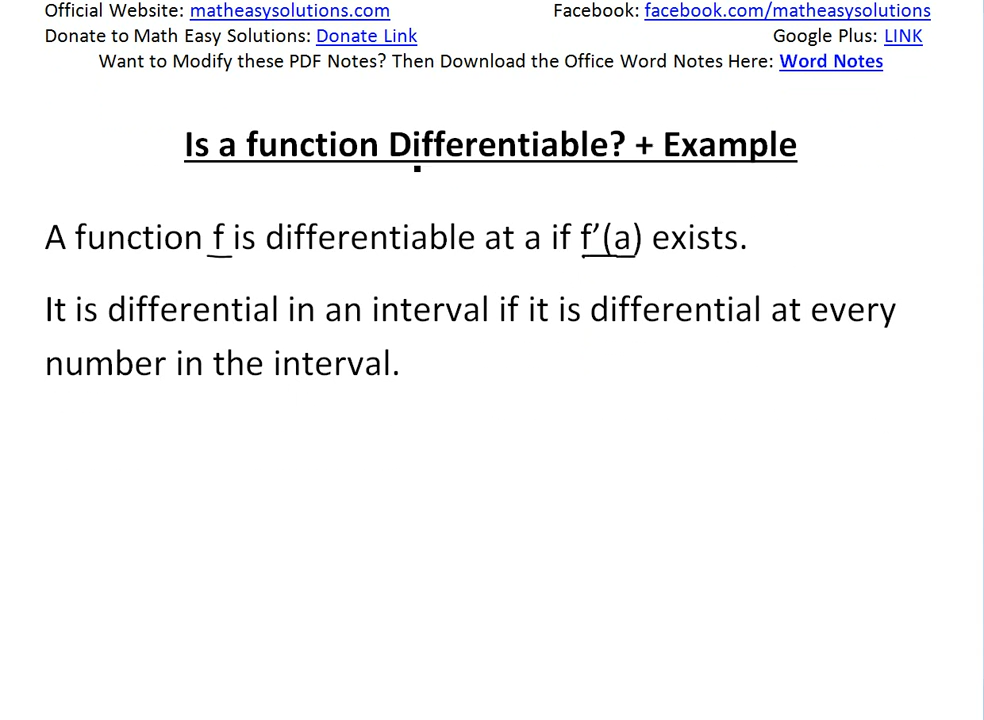 Official Website: matheasysolutions.com Facebook: facebook.com/matheasysolutions
Donate to Math Easy Solutions: Donate Link Google Plus: LINK
Want to Modify these PDF Notes? Then Download the Office Word Notes Here: Word Notes
Is a function Differentiable? + Example
A function f is differentiable at a if f’(a) exists.
It is differential in an interval if it is differential at every
number in the interval.